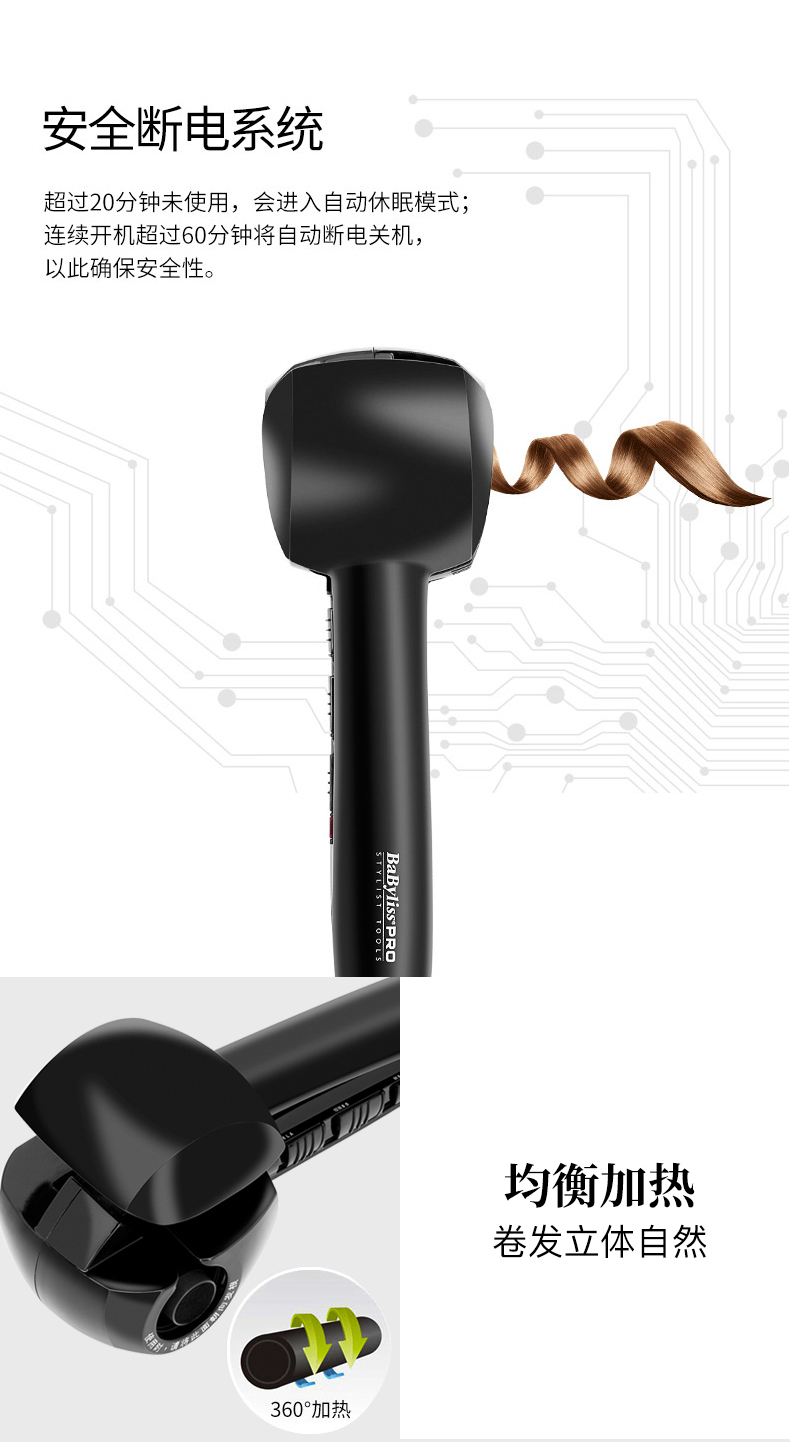 安全断电系统
超过20分钟未使用，会进入自动休眠模式；
连续开机超过60分钟将自动断电关机，
以此确保安全性。
BaBylissPRO
STYLIST TOOLS
均衡加热
卷发立体自然
360°加热